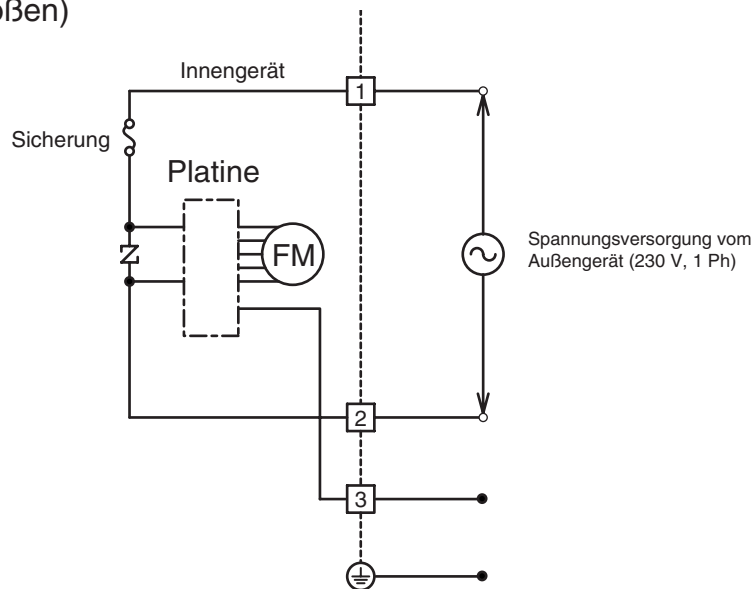 ößen)
Innengerät
1
Sicherung
Platine
FM
Spannungsversorgung vom
Außengerät (230 V, 1 Ph)
2
3